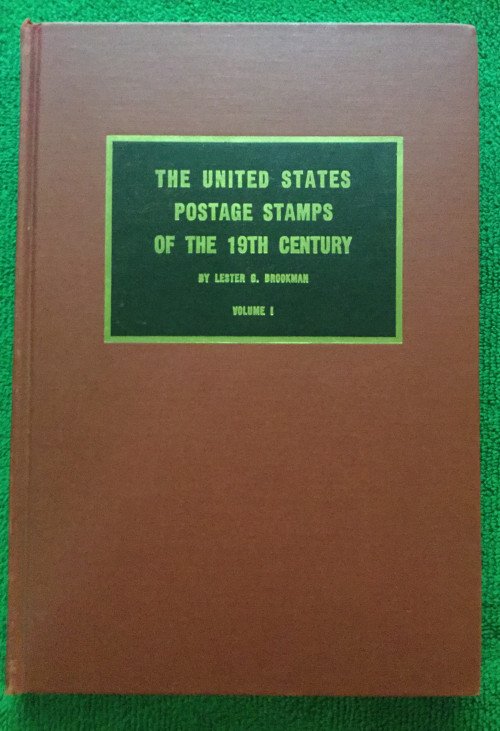 THE UNITED STATES
POSTAGE STAMPS
OF THE 19TH CENTURY
BY LESTER G. BROOKMAN
VOLUME I